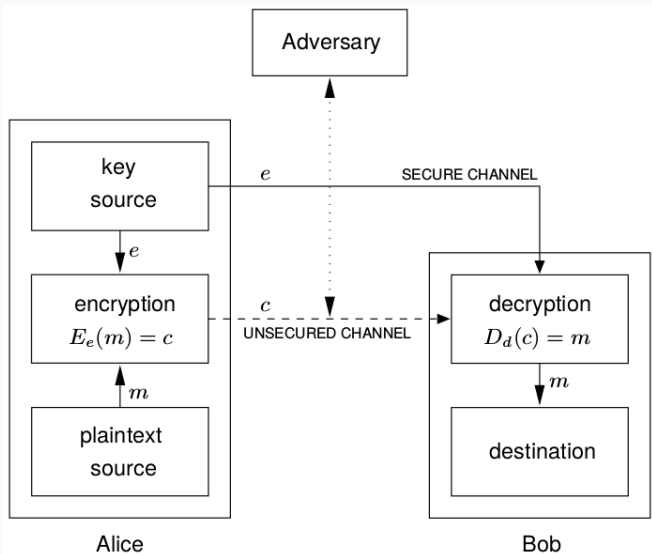 Adversary
key
source
e
SECURE CHANNEL
e
encryption
E_e(m) = c
c
UNSECURED CHANNEL
decryption
D_d(c) = m
m
m
plaintext
source
destination
Alice
Bob